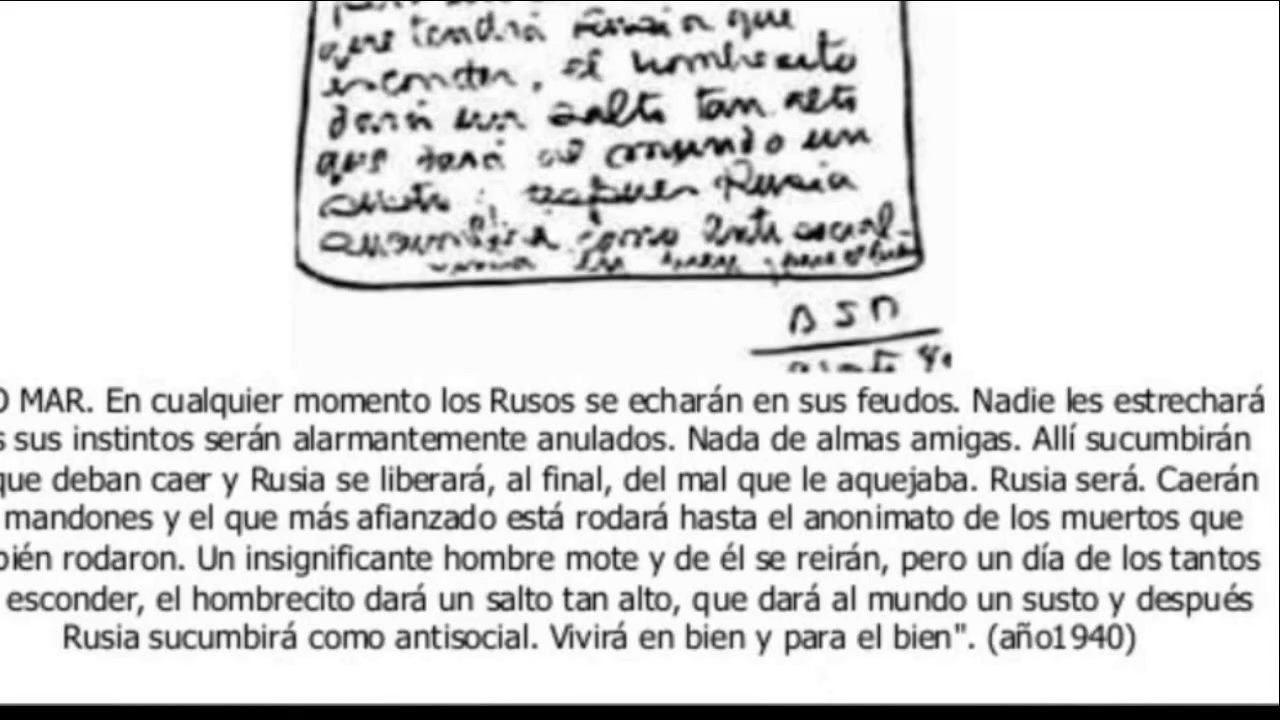 que tendrá Rusia que
esconder, el hombrecito
dará un salto tan alto
que dará al mundo un
susto y después Rusia
sucumbirá como antisocial.
BSP
D MAR. En cualquier momento los Rusos se echarán en sus feudos. Nadie les estrechará
s sus instintos serán alarmantemente anulados. Nada de almas amigas. Allí sucumbirán
que deban caer y Rusia se liberará, al final, del mal que le aquejaba. Rusia será. Caerán
mandones y el que más afianzado está rodará hasta el anonimato de los muertos que
bién rodaron. Un insignificante hombre mote y de él se reirán, pero un día de los tantos
esconder, el hombrecito dará un salto tan alto, que dará al mundo un susto y después
Rusia sucumbirá como antisocial. Vivirá en bien y para el bien". (año1940)